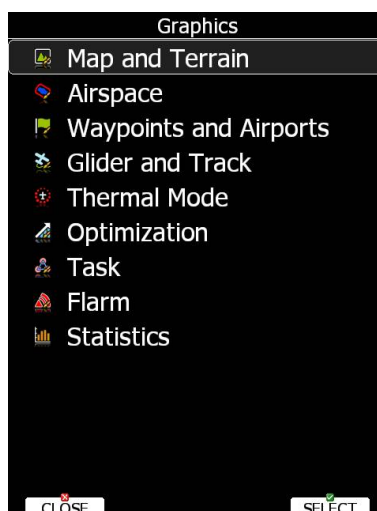 Graphics
Map and Terrain
Airspace
Waypoints and Airports
Glider and Track
Thermal Mode
Optimization
Task
Flarm
Statistics
CLOSE
SELECT